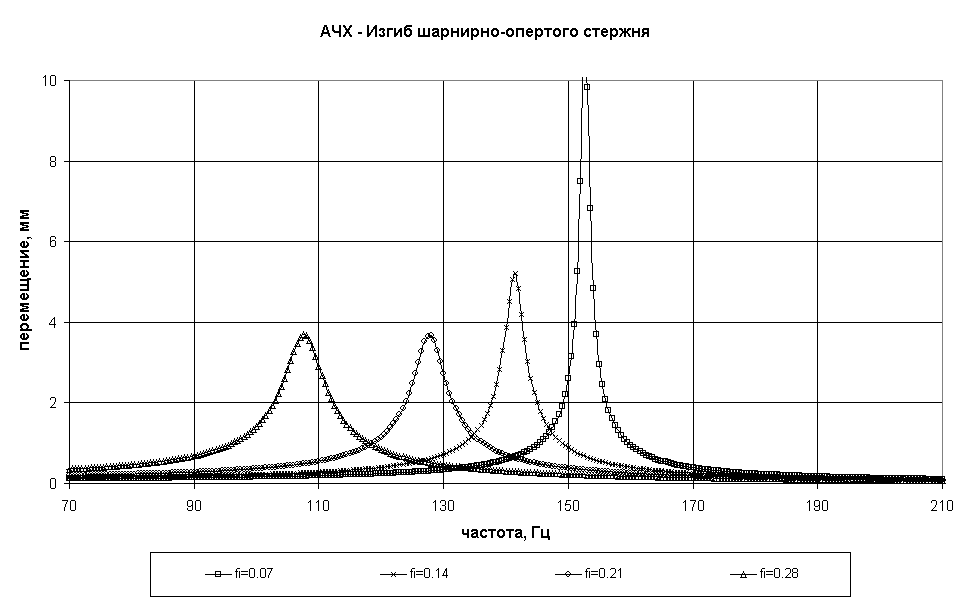 АЧХ - Изгиб шарнирно-опертого стержня
10
8
6
4
2
0
перемещение, мм
70 90 110 130 150 170 190 210
частота, Гц
fi=0.07 fi=0.14 fi=0.21 fi=0.28